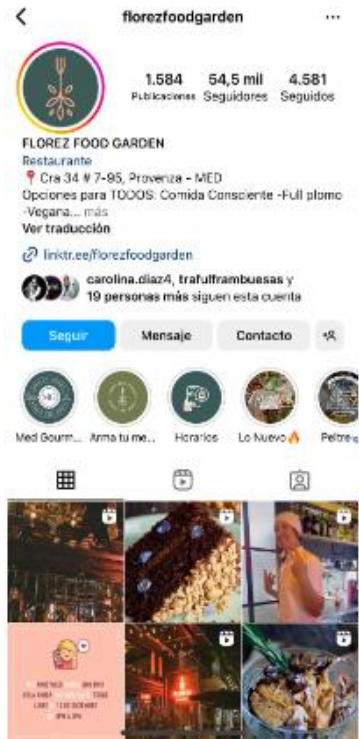 florezfoodgarden
1.584 54,5 mil 4.581
Publicaciones Seguidores Seguidos
FLOREZ FOOD GARDEN
Restaurante
📍 Cra 34 # 7-95, Provenza - MED
Opciones para TODOS: Comida Consciente -Full plomo
-Vegana... más
Ver traducción
linktr.ee/florezfoodgarden
carolina.diaz4, trafulframbuesas y
19 personas más siguen esta cuenta
Seguir Mensaje Contacto
Med Gourm... Arma tu me... Horarios Lo Nuevo🔥 Peltre